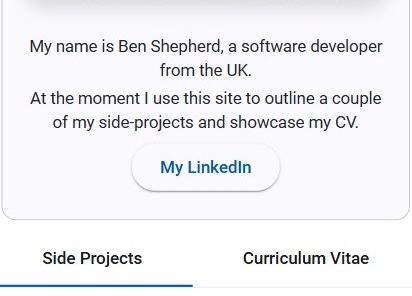 My name is Ben Shepherd, a software developer
from the UK.
At the moment I use this site to outline a couple
of my side-projects and showcase my CV.
My LinkedIn
Side Projects Curriculum Vitae